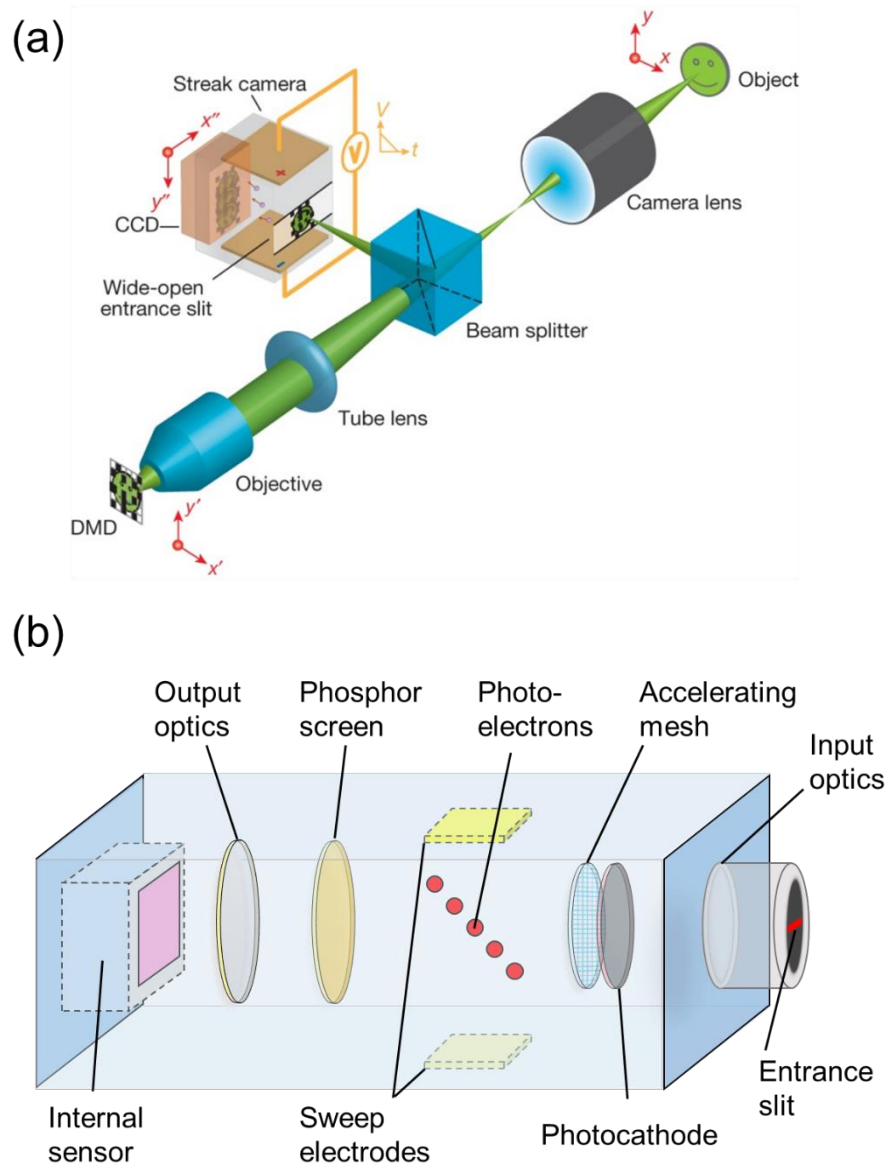 (a)
y
x
Object
Streak camera
V
t
x''
y''
V
+
-
CCD
Camera lens
Wide-open
entrance slit
Beam splitter
Tube lens
Objective
DMD
y'
x'
(b)
Output
optics
Phosphor
screen
Photo-
electrons
Accelerating
mesh
Input
optics
Internal
sensor
Sweep
electrodes
Photocathode
Entrance
slit